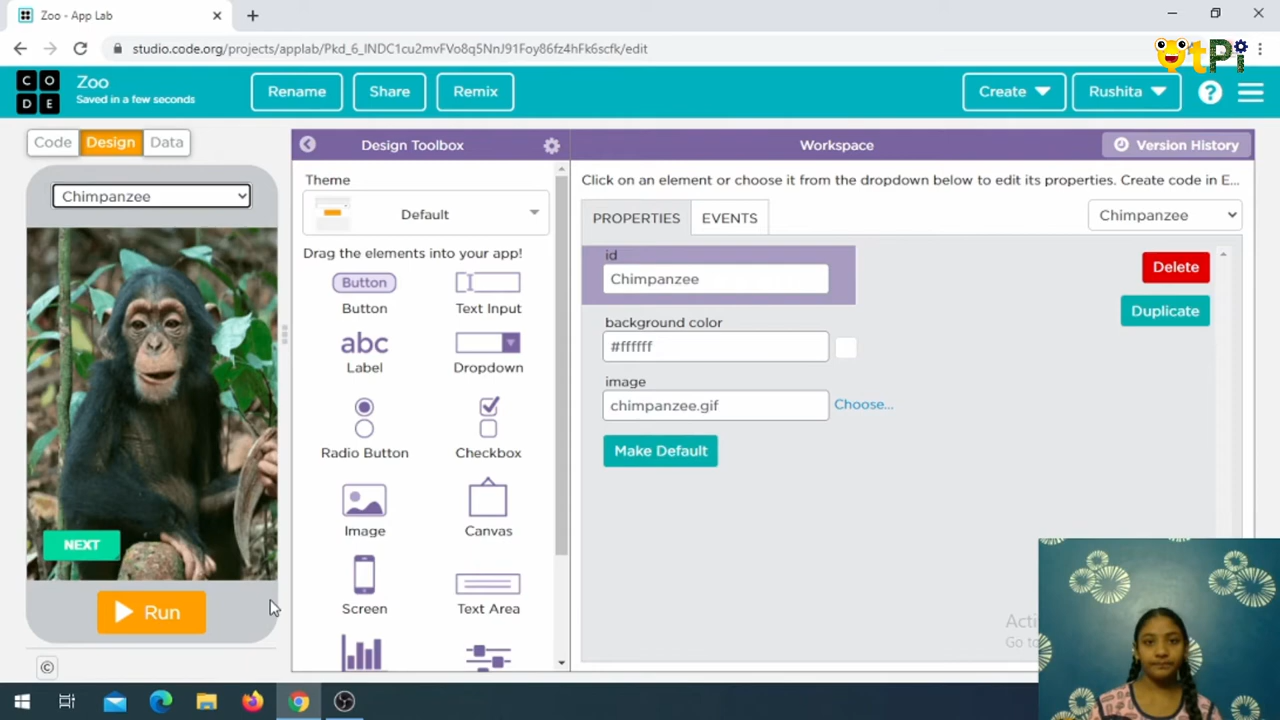 Zoo - App Lab
studio.code.org/projects/applab/Pkd_6_INDC1cu2mvFVo8q5NnJ91Foy86fz4hFk6scfk/edit
OtPi
C O D E
Zoo
Saved in a few seconds
Rename
Share
Remix
Create
Rushita
?
Code
Design
Data
Design Toolbox
Workspace
Version History
Chimpanzee
Theme
Default
Click on an element or choose it from the dropdown below to edit its properties. Create code in E...
PROPERTIES
EVENTS
Chimpanzee
Drag the elements into your app!
Button
Button
Text Input
abc
Label
Dropdown
Radio Button
Checkbox
Image
Canvas
Screen
Text Area
id
Chimpanzee
Delete
background color
#ffffff
Duplicate
image
chimpanzee.gif
Choose...
Make Default
NEXT
Run
©
Acti
Go to